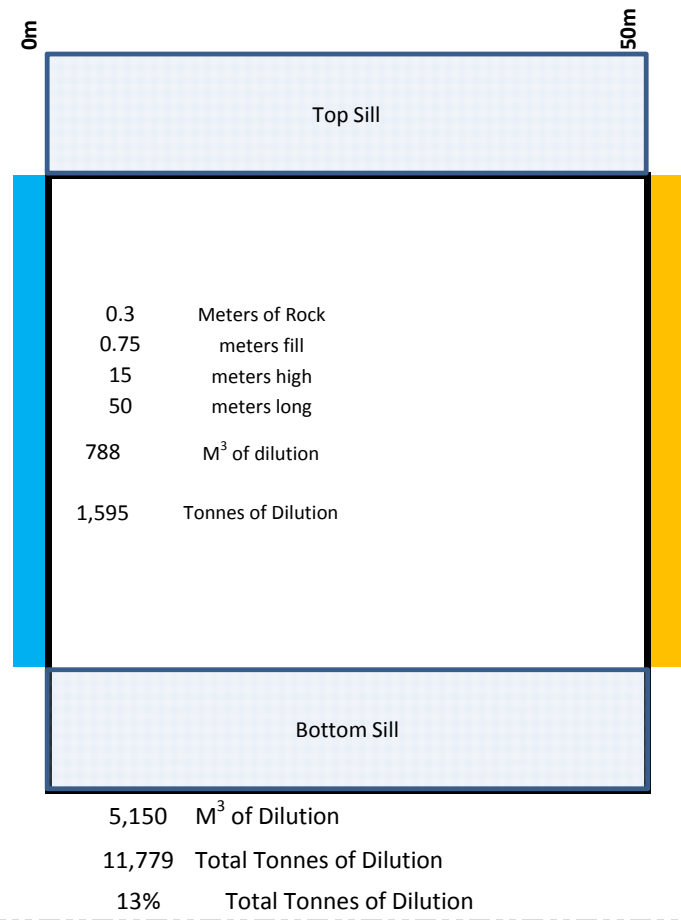 0m 50m
Top Sill
0.3 Meters of Rock
0.75 meters fill
15 meters high
50 meters long
788 M³ of dilution
1,595 Tonnes of Dilution
Bottom Sill
5,150 M³ of Dilution
11,779 Total Tonnes of Dilution
13% Total Tonnes of Dilution